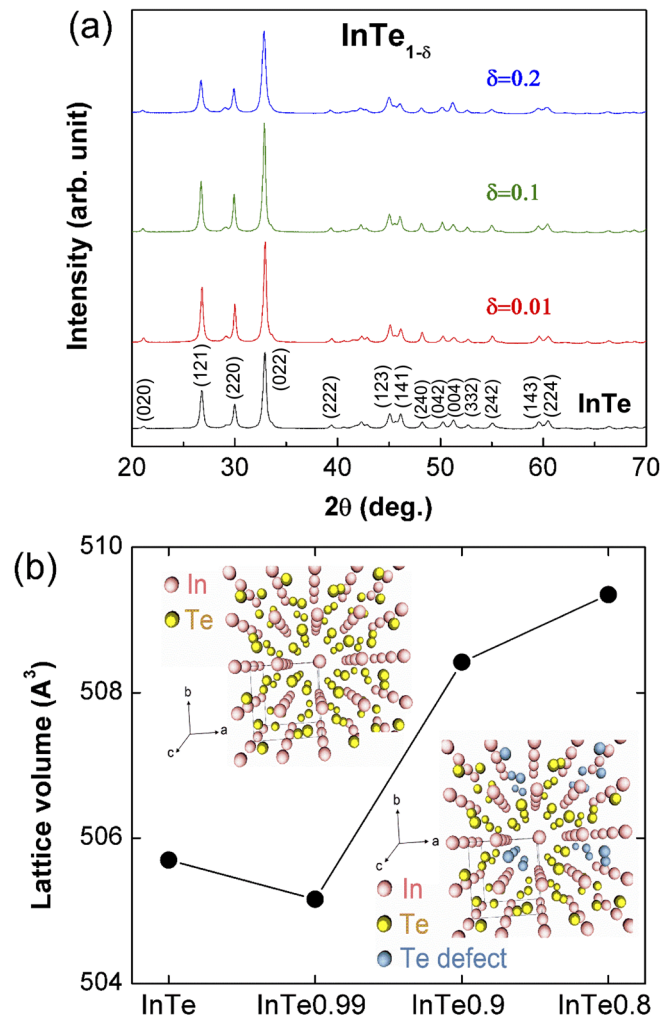 (a)
InTe1-δ
δ=0.2
δ=0.1
δ=0.01
InTe
(020)
(121)
(220)
(022)
(222)
(123)
(141)
(240)
(042)
(004)
(332)
(242)
(143)
(224)
Intensity (arb. unit)
20 30 40 50 60 70
2θ (deg.)
(b)
510
508
506
504
Lattice volume (A³)
In
Te
b
a
c
b
a
c
In
Te
Te defect
InTe InTe0.99 InTe0.9 InTe0.8